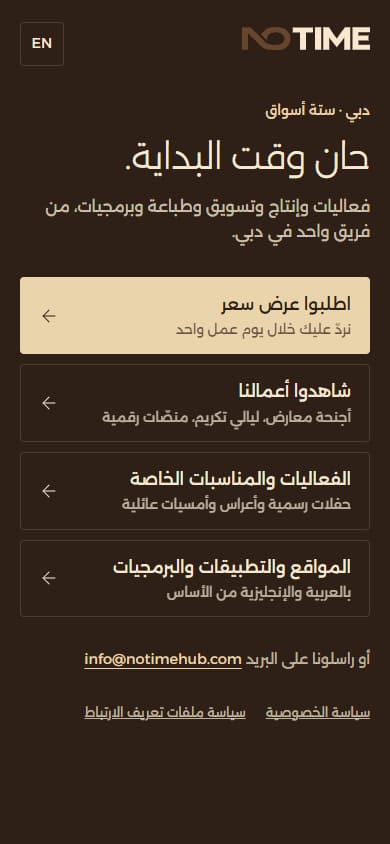 NOTIME
EN
دبي · ستة أسواق
حان وقت البداية.
فعاليات وإنتاج وتسويق وطباعة وبرمجيات، من
فريق واحد في دبي.
اطلبوا عرض سعر
نردّ عليك خلال يوم عمل واحد
شاهدوا أعمالنا
أجنحة معارض، ليالي تكريم، منصّات رقمية
الفعاليات والمناسبات الخاصة
حفلات رسمية وأعراس وأمسيات عائلية
المواقع والتطبيقات والبرمجيات
بالعربية والإنجليزية من الأساس
أو راسلونا على البريد info@notimehub.com
سياسة الخصوصية سياسة ملفات تعريف الارتباط